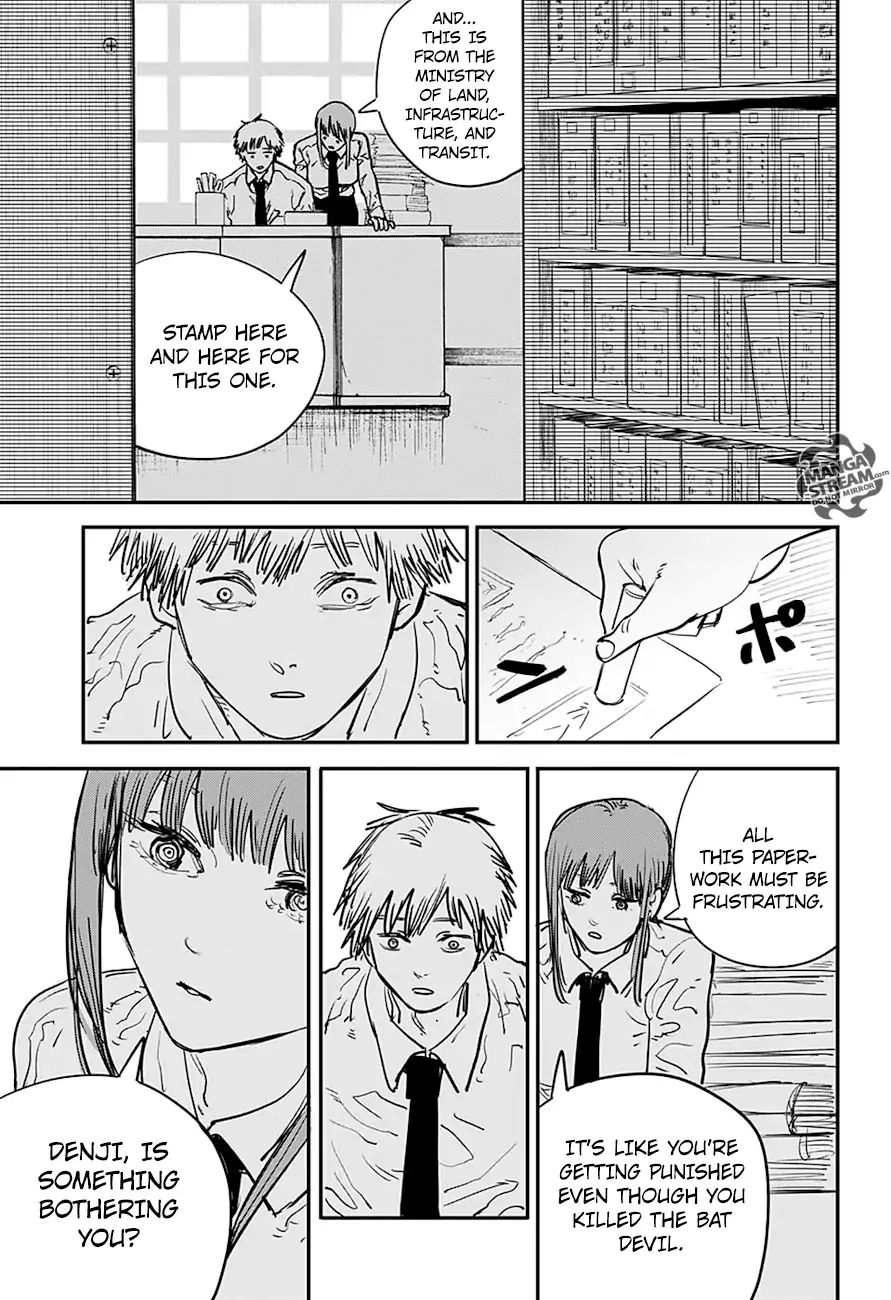 AND...
THIS IS
FROM THE
MINISTRY
OF LAND,
INFRASTRUC-
TURE, AND
TRANSIT.
STAMP HERE
AND HERE FOR
THIS ONE.
MANGA
STREAM.com
DO NOT MIRROR
ポン
ALL
THIS PAPER-
WORK MUST BE
FRUSTRATING.
IT'S LIKE YOU'RE
GETTING PUNISHED
EVEN THOUGH YOU
KILLED THE BAT
DEVIL.
DENJI, IS
SOMETHING
BOTHERING
YOU?